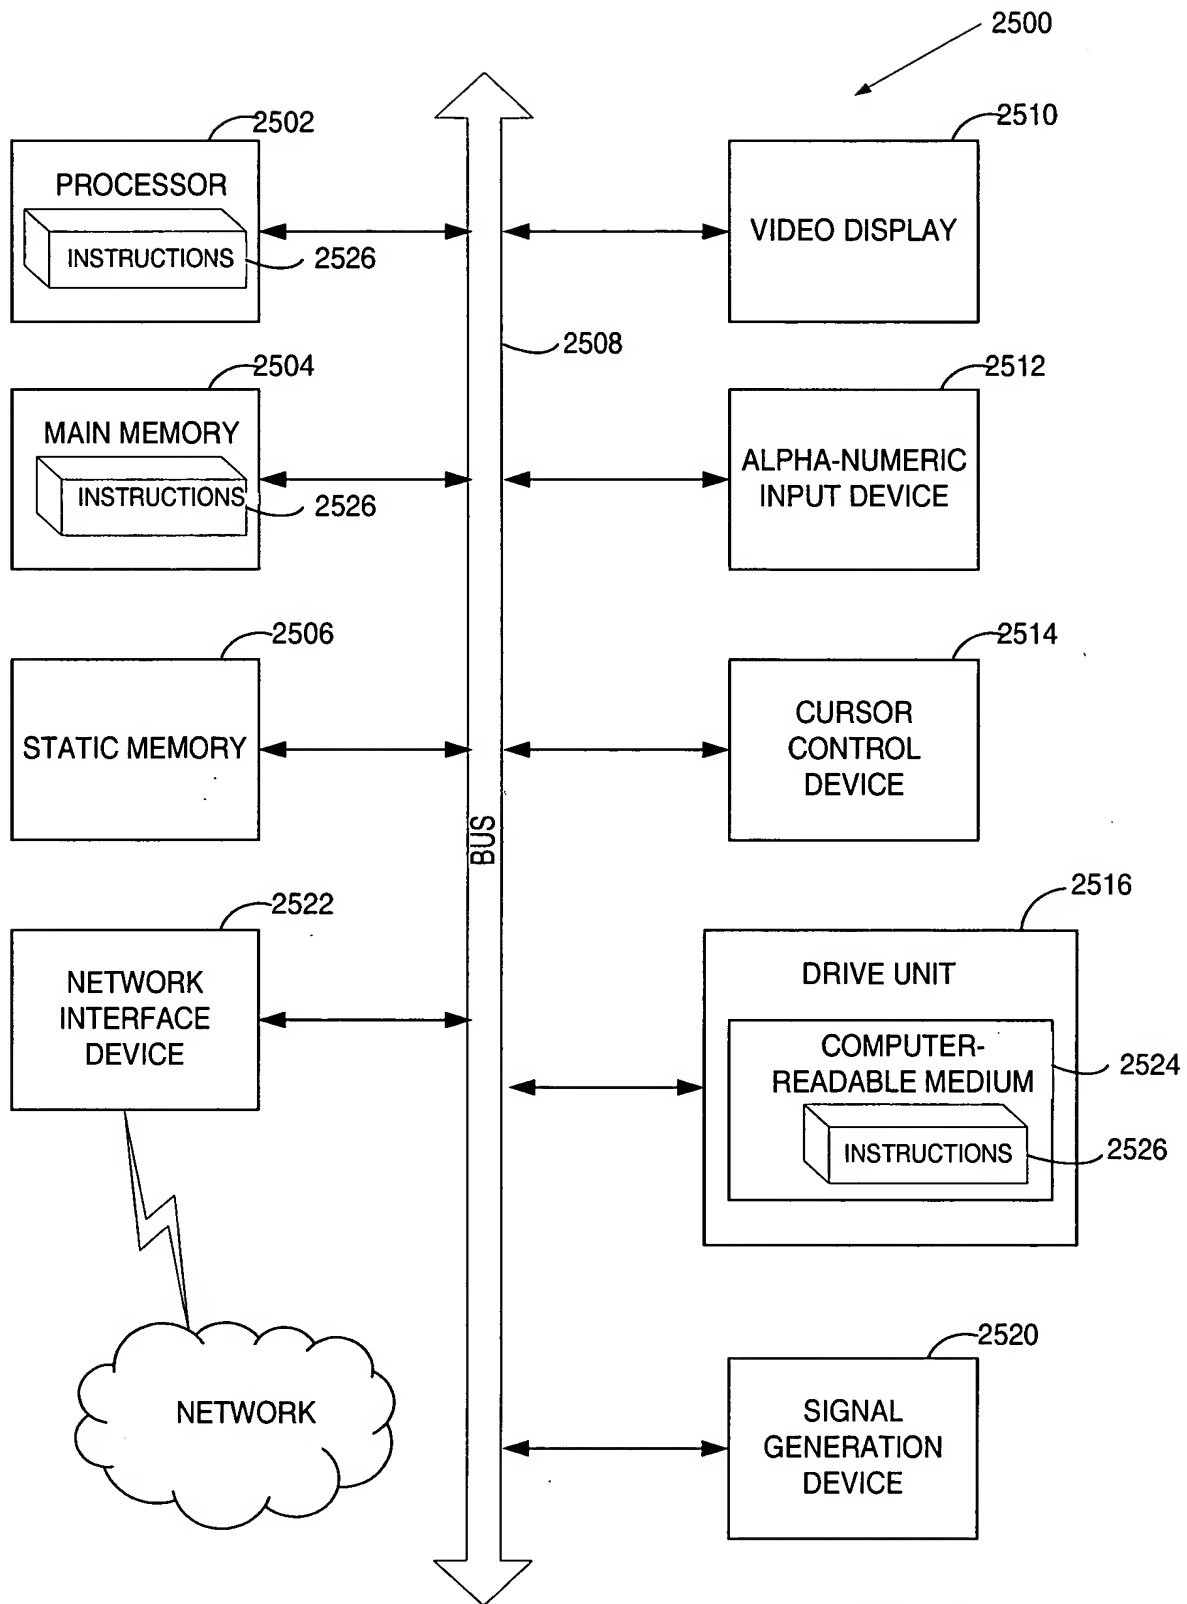 2500
2502
PROCESSOR
INSTRUCTIONS
2526
2504
MAIN MEMORY
INSTRUCTIONS
2526
2506
STATIC MEMORY
2522
NETWORK
INTERFACE
DEVICE
NETWORK
BUS
2508
2510
VIDEO DISPLAY
2512
ALPHA-NUMERIC
INPUT DEVICE
2514
CURSOR
CONTROL
DEVICE
2516
DRIVE UNIT
COMPUTER-
READABLE MEDIUM
2524
INSTRUCTIONS
2526
2520
SIGNAL
GENERATION
DEVICE